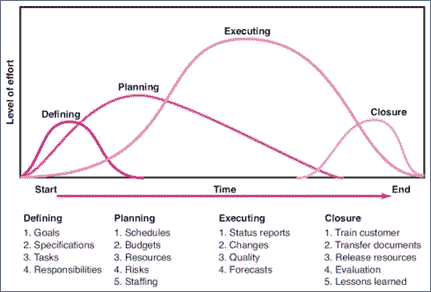 Executing
Planning
Defining
Closure
Level of effort
Start
Time
End
Defining
1. Goals
2. Specifications
3. Tasks
4. Responsibilities
Planning
1. Schedules
2. Budgets
3. Resources
4. Risks
5. Staffing
Executing
1. Status reports
2. Changes
3. Quality
4. Forecasts
Closure
1. Train customer
2. Transfer documents
3. Release resources
4. Evaluation
5. Lessons learned